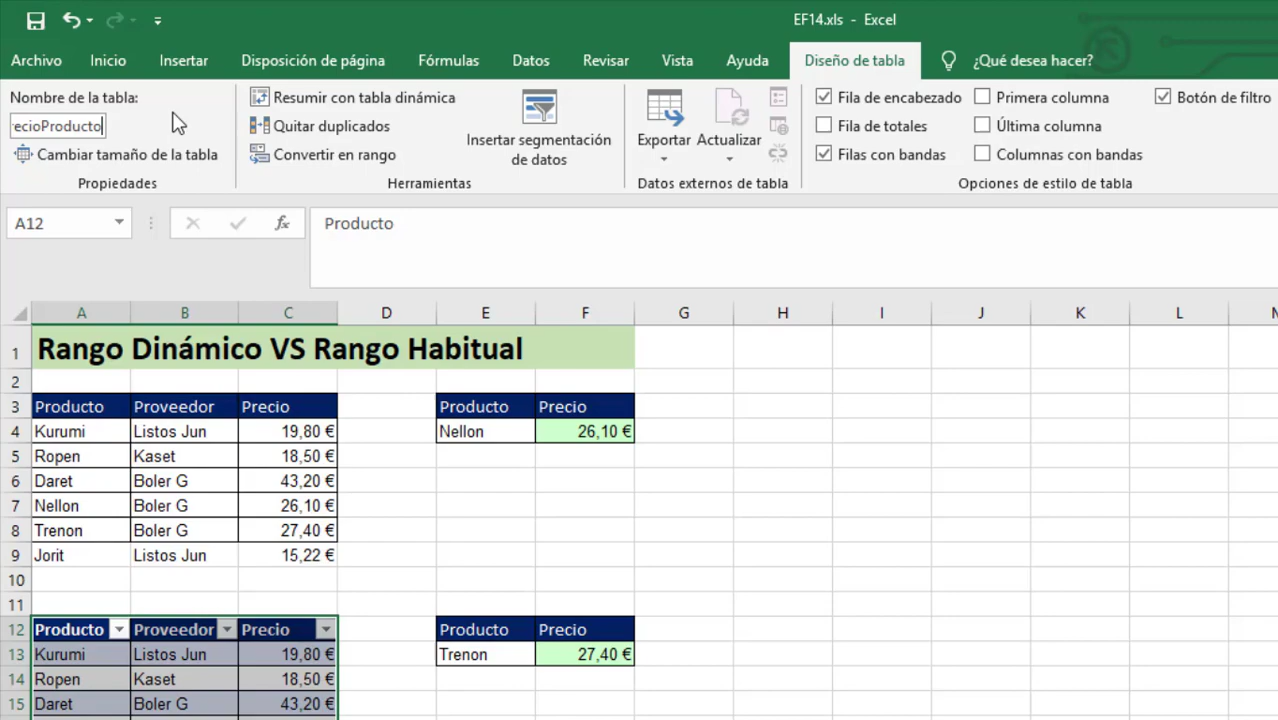 EF14.xls - Excel
Archivo Inicio Insertar Disposición de página Fórmulas Datos Revisar Vista Ayuda Diseño de tabla ¿Qué desea hacer?
Nombre de la tabla:
ecioProducto
Cambiar tamaño de la tabla
Propiedades
Resumir con tabla dinámica
Quitar duplicados
Convertir en rango
Insertar segmentación
de datos
Herramientas
Exportar Actualizar
Datos externos de tabla
Fila de encabezado Primera columna Botón de filtro
Fila de totales Última columna
Filas con bandas Columnas con bandas
Opciones de estilo de tabla
A12 fx Producto
A B C D E F G H I J K L
1 Rango Dinámico VS Rango Habitual
2
3 Producto Proveedor Precio Producto Precio
4 Kurumi Listos Jun 19,80 € Nellon 26,10 €
5 Ropen Kaset 18,50 €
6 Daret Boler G 43,20 €
7 Nellon Boler G 26,10 €
8 Trenon Boler G 27,40 €
9 Jorit Listos Jun 15,22 €
10
11
12 Producto Proveedor Precio Producto Precio
13 Kurumi Listos Jun 19,80 € Trenon 27,40 €
14 Ropen Kaset 18,50 €
15 Daret Boler G 43,20 €